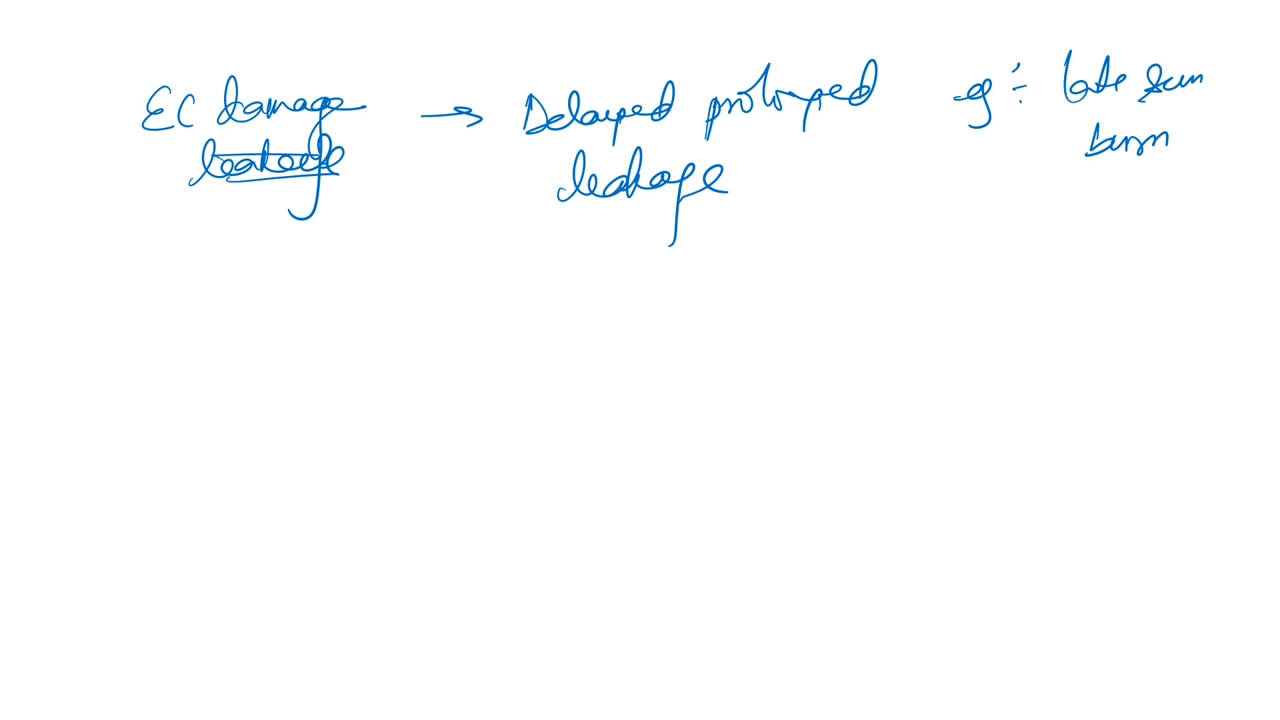 EC damage → Delayed prolonged eg :- late sun
leakage leakage burn